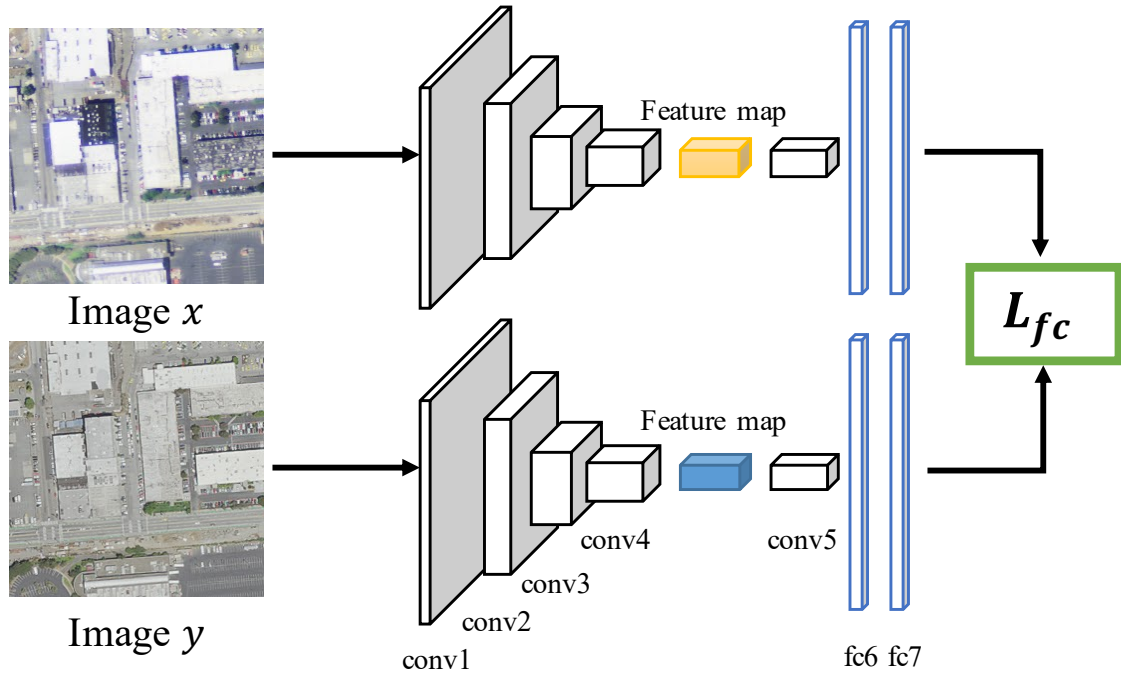 Feature map
Image x
L_fc
Feature map
conv4
conv5
conv3
conv2
Image y
conv1
fc6 fc7